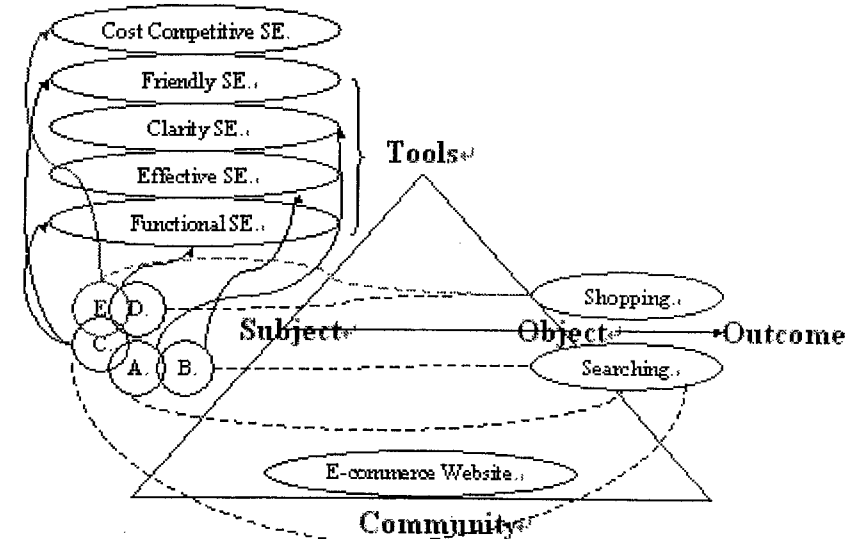 Cost Competitive SE.
Friendly SE.
Clarity SE.
Effective SE.
Functional SE.
Tools
E
D.
Shopping.
Subject
Object
Outcome
C
A.
B.
Searching.
E-commerce Website.
Community